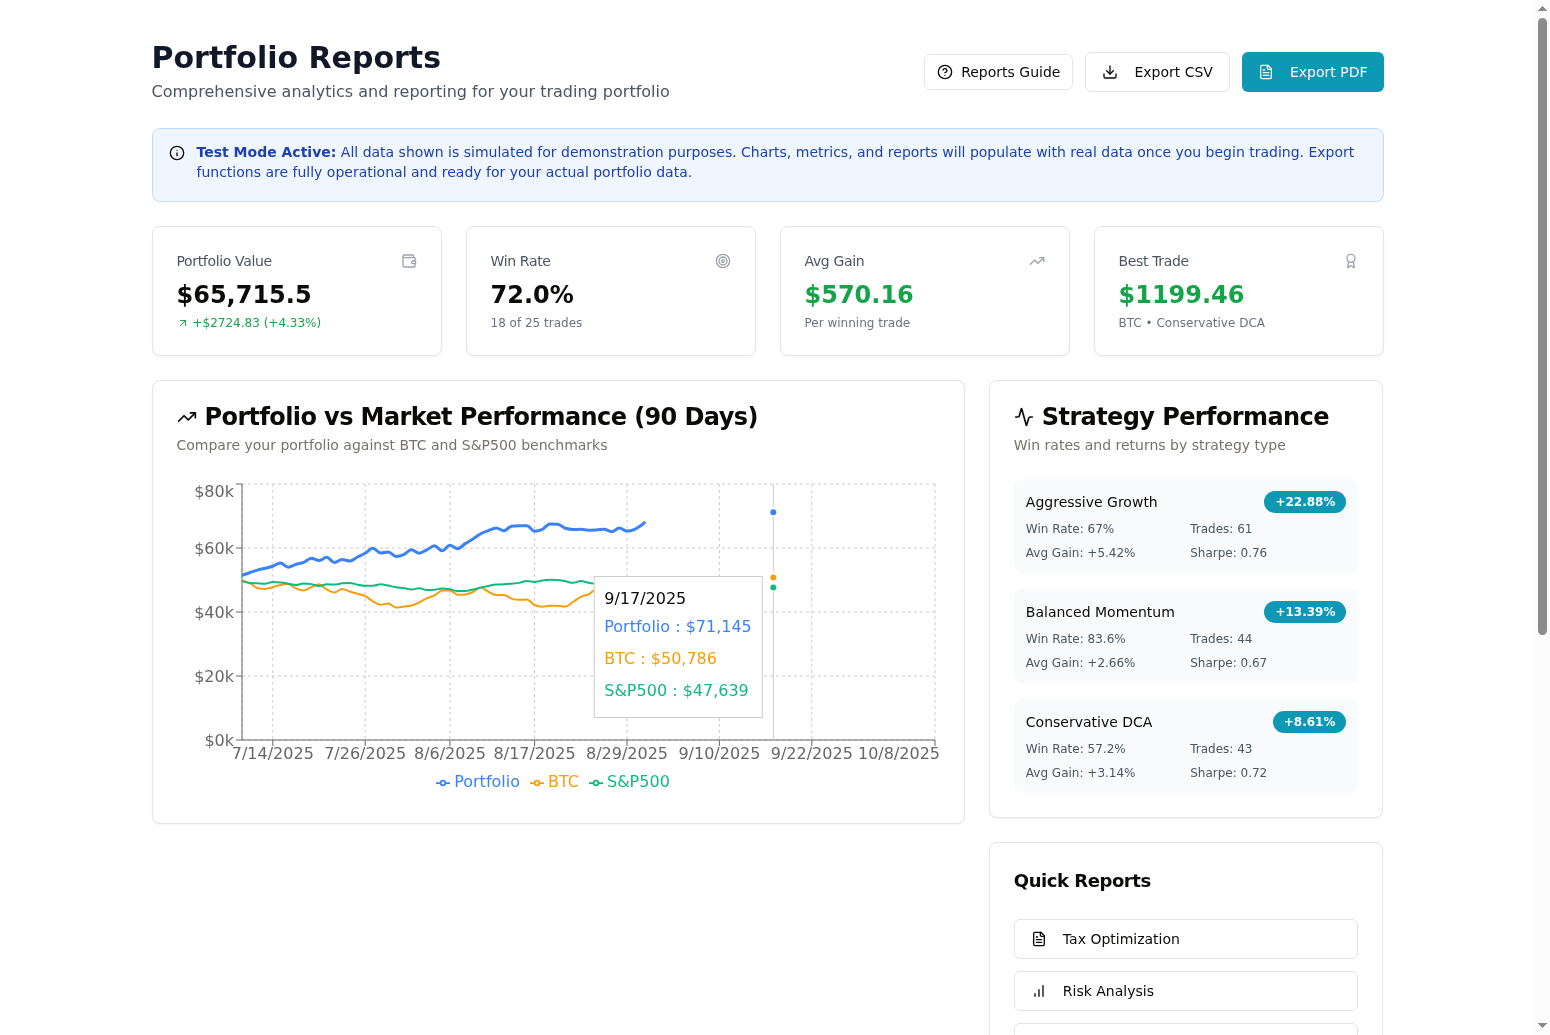 Portfolio Reports
Comprehensive analytics and reporting for your trading portfolio
Reports Guide
Export CSV
Export PDF
Test Mode Active: All data shown is simulated for demonstration purposes. Charts, metrics, and reports will populate with real data once you begin trading. Export
functions are fully operational and ready for your actual portfolio data.
Portfolio Value
$65,715.5
+$2724.83 (+4.33%)
Win Rate
72.0%
18 of 25 trades
Avg Gain
$570.16
Per winning trade
Best Trade
$1199.46
BTC • Conservative DCA
Portfolio vs Market Performance (90 Days)
Compare your portfolio against BTC and S&P500 benchmarks
$80k
$60k
$40k
$20k
$0k
7/14/2025 7/26/2025 8/6/2025 8/17/2025 8/29/2025 9/10/2025 9/22/2025 10/8/2025
9/17/2025
Portfolio : $71,145
BTC : $50,786
S&P500 : $47,639
Portfolio BTC S&P500
Strategy Performance
Win rates and returns by strategy type
Aggressive Growth +22.88%
Win Rate: 67% Trades: 61
Avg Gain: +5.42% Sharpe: 0.76
Balanced Momentum +13.39%
Win Rate: 83.6% Trades: 44
Avg Gain: +2.66% Sharpe: 0.67
Conservative DCA +8.61%
Win Rate: 57.2% Trades: 43
Avg Gain: +3.14% Sharpe: 0.72
Quick Reports
Tax Optimization
Risk Analysis